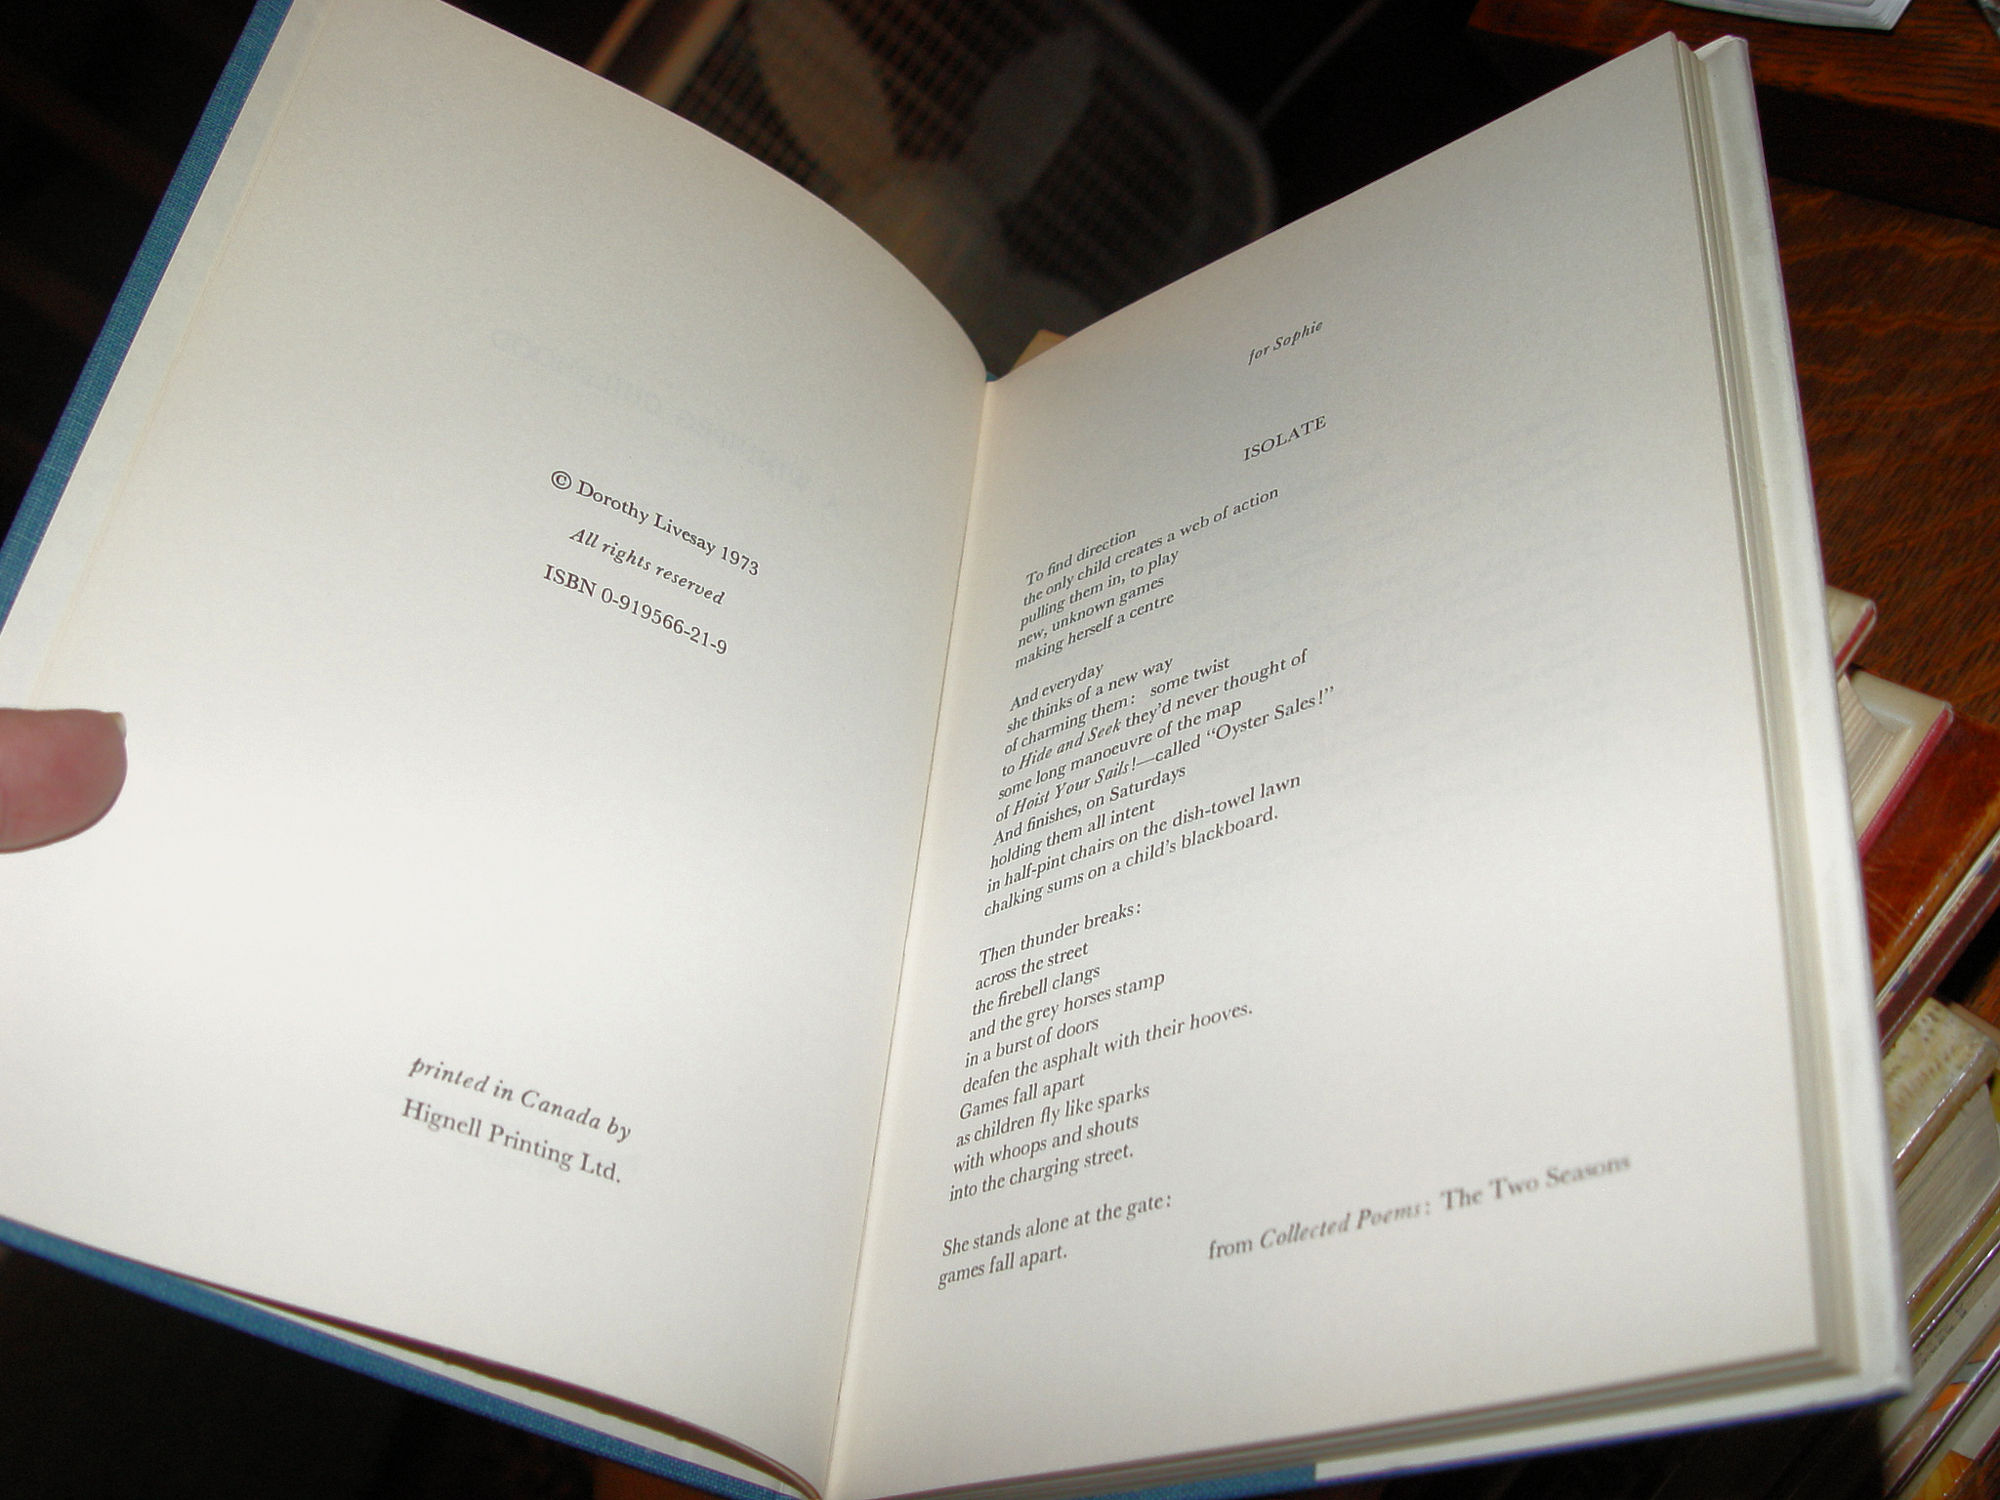 © Dorothy Livesay 1973
All rights reserved
ISBN 0-919566-21-9
printed in Canada by
Hignell Printing Ltd.
for Sophie
ISOLATE
To find direction
the only child creates a web of action
pulling them in, to play
new, unknown games
making herself a centre
And everyday
she thinks of a new way
of charming them: some twist
to Hide and Seek they'd never thought of
some long manoeuvre of the map
of Hoist Your Sails!—called “Oyster Sales!”
And finishes, on Saturdays
holding them all intent
in half-pint chairs on the dish-towel lawn
chalking sums on a child's blackboard.
Then thunder breaks:
across the street
the firebell clangs
and the grey horses stamp
in a burst of doors
deafen the asphalt with their hooves.
Games fall apart
as children fly like sparks
with whoops and shouts
into the charging street.
She stands alone at the gate:
games fall apart.
from Collected Poems: The Two Seasons